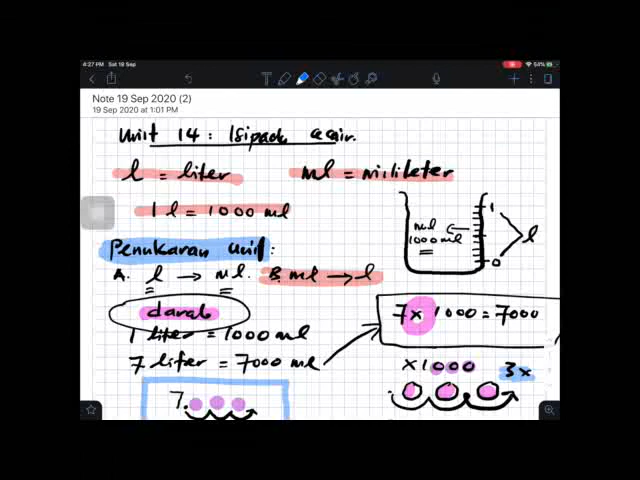 4:27 PM Sat 19 Sep 54%
Note 19 Sep 2020 (2)
19 Sep 2020 at 1:01 PM
Unit 14 : Isipadu cecair.
l = liter
ml = mililiter
1 l = 1000 ml
1
ml
1000 ml
l
0
Penukaran Unit:
A. l → ml. B. ml → l
darab
1 liter = 1000 ml
7 x 1000 = 7000
7 liter = 7000 ml
x 1000 3x
7.